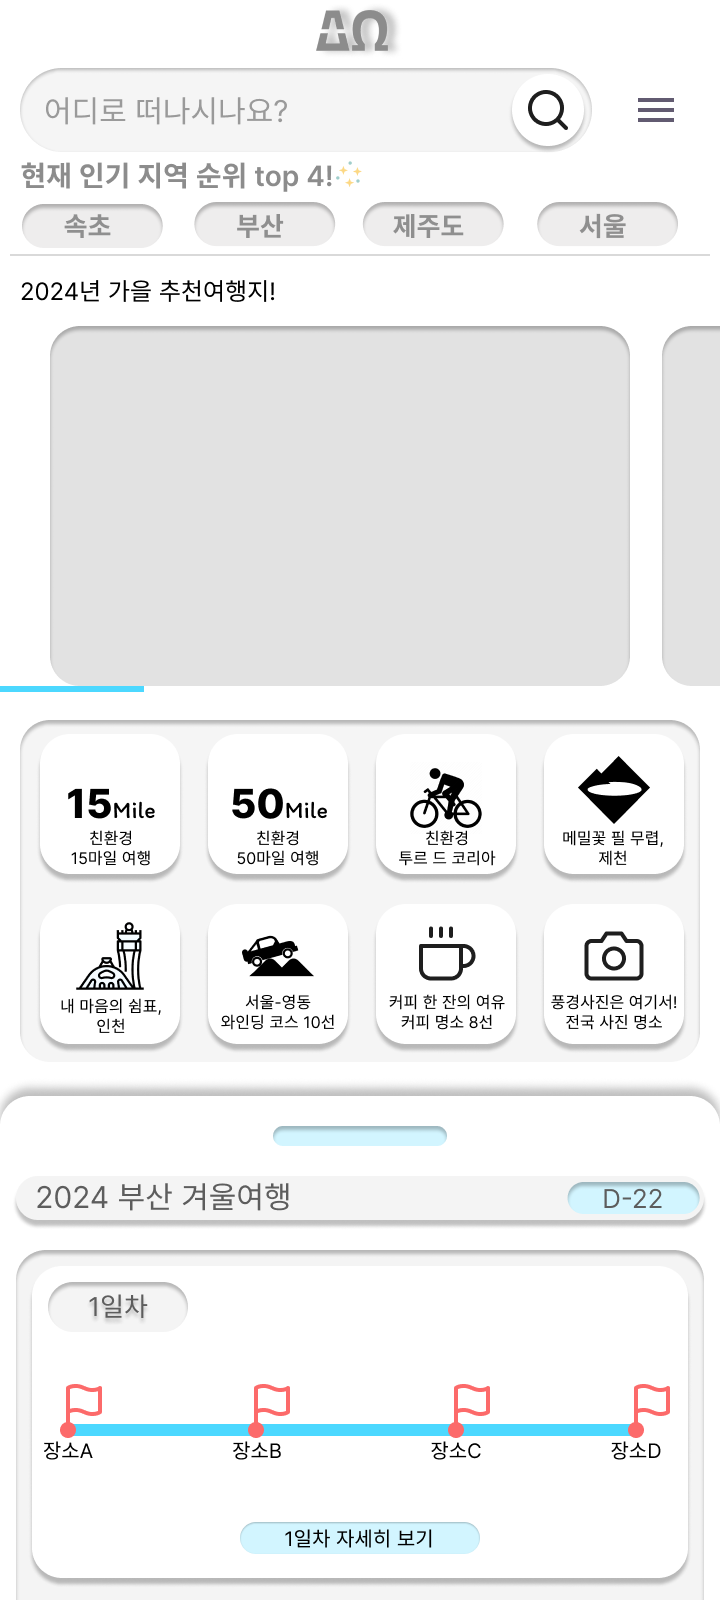 ΔΩ
어디로 떠나시나요?
현재 인기 지역 순위 top 4!
속초
부산
제주도
서울
2024년 가을 추천여행지!
15Mile
친환경
15마일 여행
50Mile
친환경
50마일 여행
친환경
투르 드 코리아
메밀꽃 필 무렵,
제천
내 마음의 쉼표,
인천
서울-영동
와인딩 코스 10선
커피 한 잔의 여유
커피 명소 8선
풍경사진은 여기서!
전국 사진 명소
2024 부산 겨울여행
D-22
1일차
장소A
장소B
장소C
장소D
1일차 자세히 보기